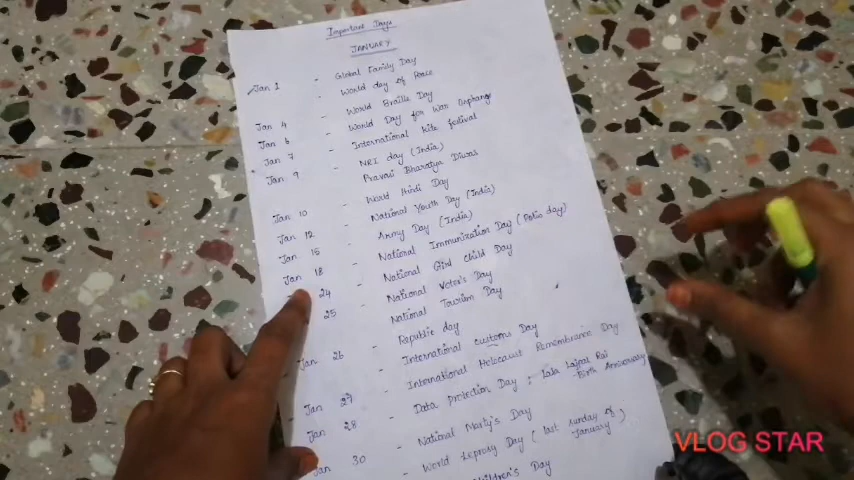 Important Days
JANUARY
Jan 1 - Global Family Day
- World day of Peace
Jan 4 - World Braille Day
Jan 6 - World Day for War Orphange
Jan 7 - International kite festival
Jan 9 - NRI day (India)
Pravasi Bharatiya Diwas
Jan 10 - World Hindi Day
Jan 12 - National Youth Day (India)
Jan 15 - Army Day (India)
Jan 18 - National Immunization Day (Polio day)
24 - National Girl Child Day
25 - National Voter's Day
National Tourism Day
Jan 26 - Republic day
- International customs Day
Jan 27 - International Holocaust Remembrance Day
Jan 28 - Data Protection Day ; Lala Lajpat Rai
Birth Anniversary
Jan 30 - National Marty's Day
- World Leprosy Day ( last sunday of
January )
Children's Day
VLOG STAR